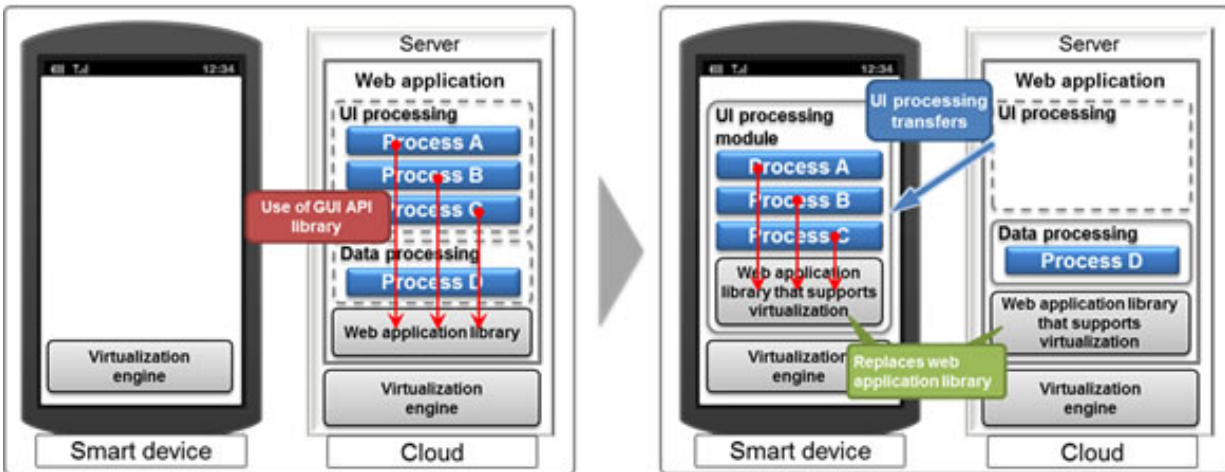 12:34
Virtualization
engine
Smart device
Server
Web application
UI processing
Process A
Process B
Process C
Use of GUI API
library
Data processing
Process D
Web application library
Virtualization
engine
Cloud
12:34
UI processing
module
Process A
Process B
Process C
Web application
library that supports
virtualization
Virtualization
engine
Smart device
UI processing
transfers
Replaces web
application library
Server
Web application
UI processing
Data processing
Process D
Web application library
that supports
virtualization
Virtualization
engine
Cloud